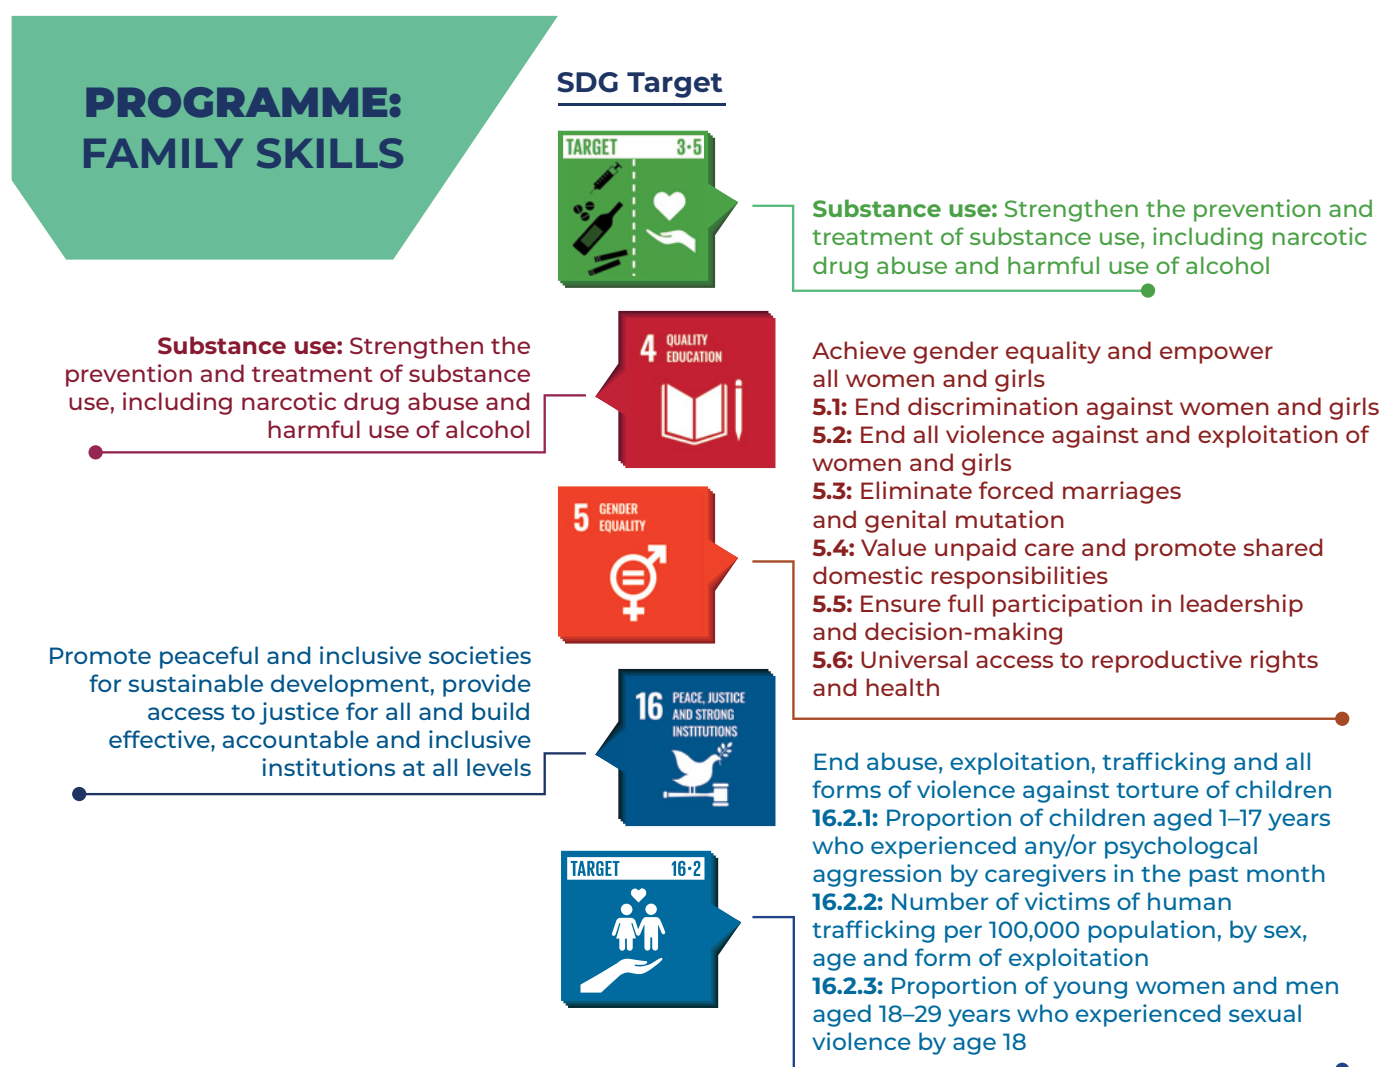 PROGRAMME:
FAMILY SKILLS
SDG Target
TARGET 3·5
Substance use: Strengthen the prevention and
treatment of substance use, including narcotic
drug abuse and harmful use of alcohol
4 QUALITY
EDUCATION
Substance use: Strengthen the
prevention and treatment of substance
use, including narcotic drug abuse and
harmful use of alcohol
5 GENDER
EQUALITY
Achieve gender equality and empower
all women and girls
5.1: End discrimination against women and girls
5.2: End all violence against and exploitation of
women and girls
5.3: Eliminate forced marriages
and genital mutation
5.4: Value unpaid care and promote shared
domestic responsibilities
5.5: Ensure full participation in leadership
and decision-making
5.6: Universal access to reproductive rights
and health
16 PEACE, JUSTICE
AND STRONG
INSTITUTIONS
Promote peaceful and inclusive societies
for sustainable development, provide
access to justice for all and build
effective, accountable and inclusive
institutions at all levels
TARGET 16·2
End abuse, exploitation, trafficking and all
forms of violence against torture of children
16.2.1: Proportion of children aged 1–17 years
who experienced any/or psychologcal
aggression by caregivers in the past month
16.2.2: Number of victims of human
trafficking per 100,000 population, by sex,
age and form of exploitation
16.2.3: Proportion of young women and men
aged 18–29 years who experienced sexual
violence by age 18